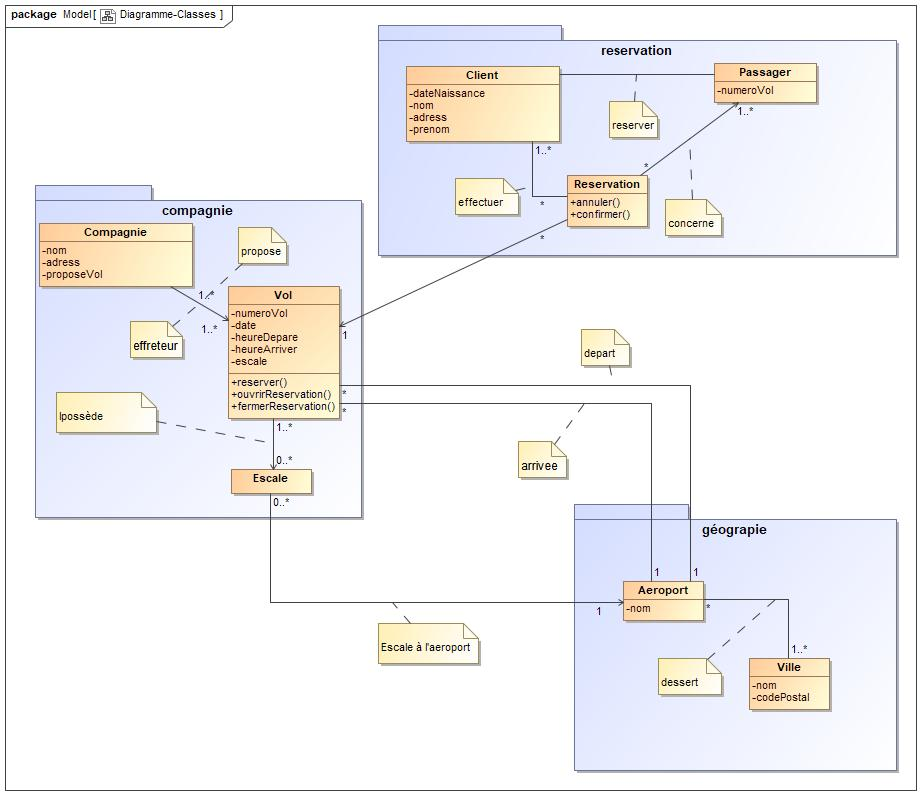 package Model[ Diagramme-Classes ]
reservation
Client
-dateNaissance
-nom
-adress
-prenom
Passager
-numeroVol
reserver
1..*
1..*
*
Reservation
+annuler()
+confirmer()
effectuer
*
concerne
*
compagnie
Compagnie
-nom
-adress
-proposeVol
propose
1..*
1..*
effreteur
Vol
-numeroVol
-date
-heureDepare
-heureArriver
-escale
+reserver()
+ouvrirReservation()
+fermerReservation()
1
*
*
depart
lpossède
1..*
0..*
Escale
0..*
arrivee
géograpie
1
1
Aeroport
-nom
1
*
Escale à l'aeroport
dessert
1..*
Ville
-nom
-codePostal